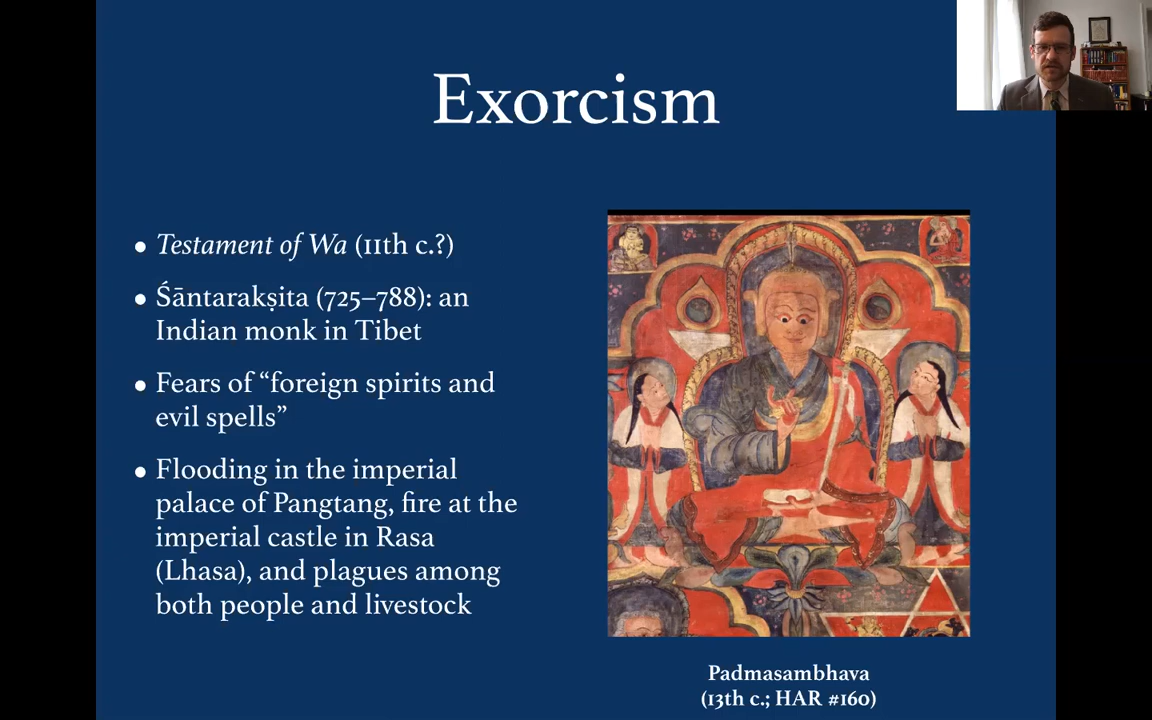 Exorcism
• Testament of Wa (11th c.?)
• Śāntarakṣita (725–788): an
Indian monk in Tibet
• Fears of “foreign spirits and
evil spells”
• Flooding in the imperial
palace of Pangtang, fire at the
imperial castle in Rasa
(Lhasa), and plagues among
both people and livestock
Padmasambhava
(13th c.; HAR #160)